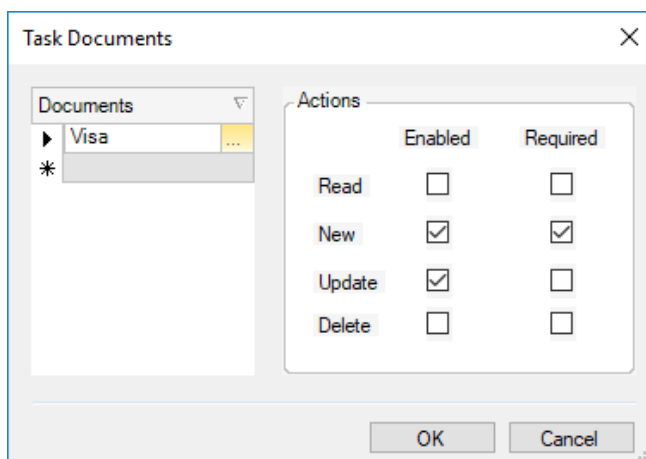 Task Documents
Documents
Actions
Visa
...
Enabled Required
Read
New
Update
Delete
OK Cancel